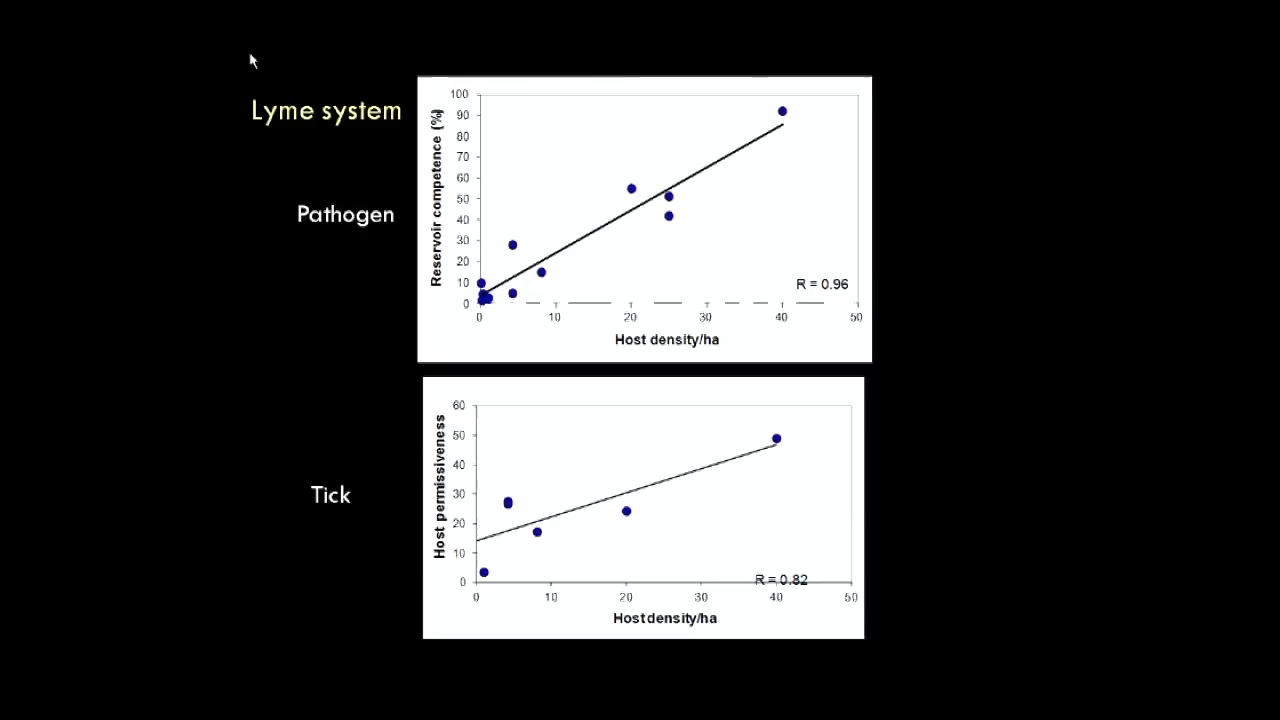 Lyme system
Pathogen
Reservoir competence (%)
100
90
80
70
60
50
40
30
20
10
0
R = 0.96
0 10 20 30 40 50
Host density/ha
Tick
Host permissiveness
60
50
40
30
20
10
0
R = 0.82
0 10 20 30 40 50
Host density/ha